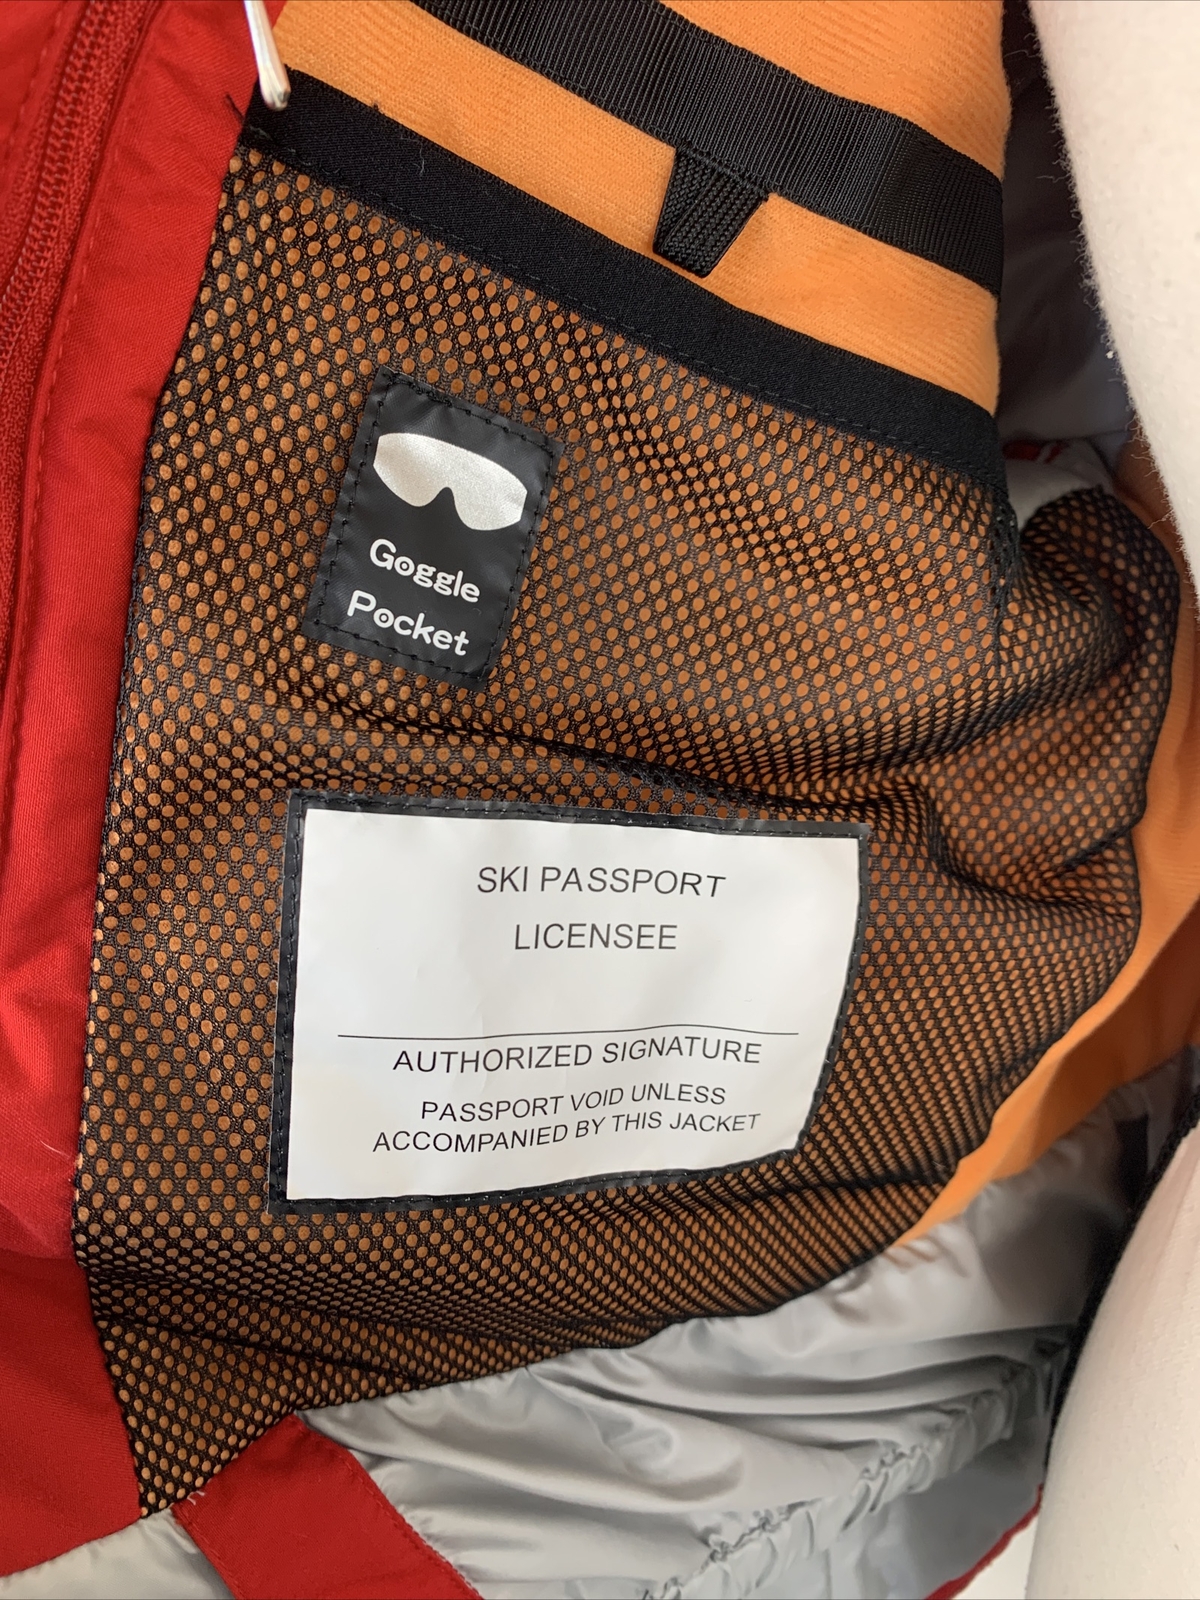 Goggle
Pocket
SKI PASSPORT
LICENSEE
AUTHORIZED SIGNATURE
PASSPORT VOID UNLESS
ACCOMPANIED BY THIS JACKET